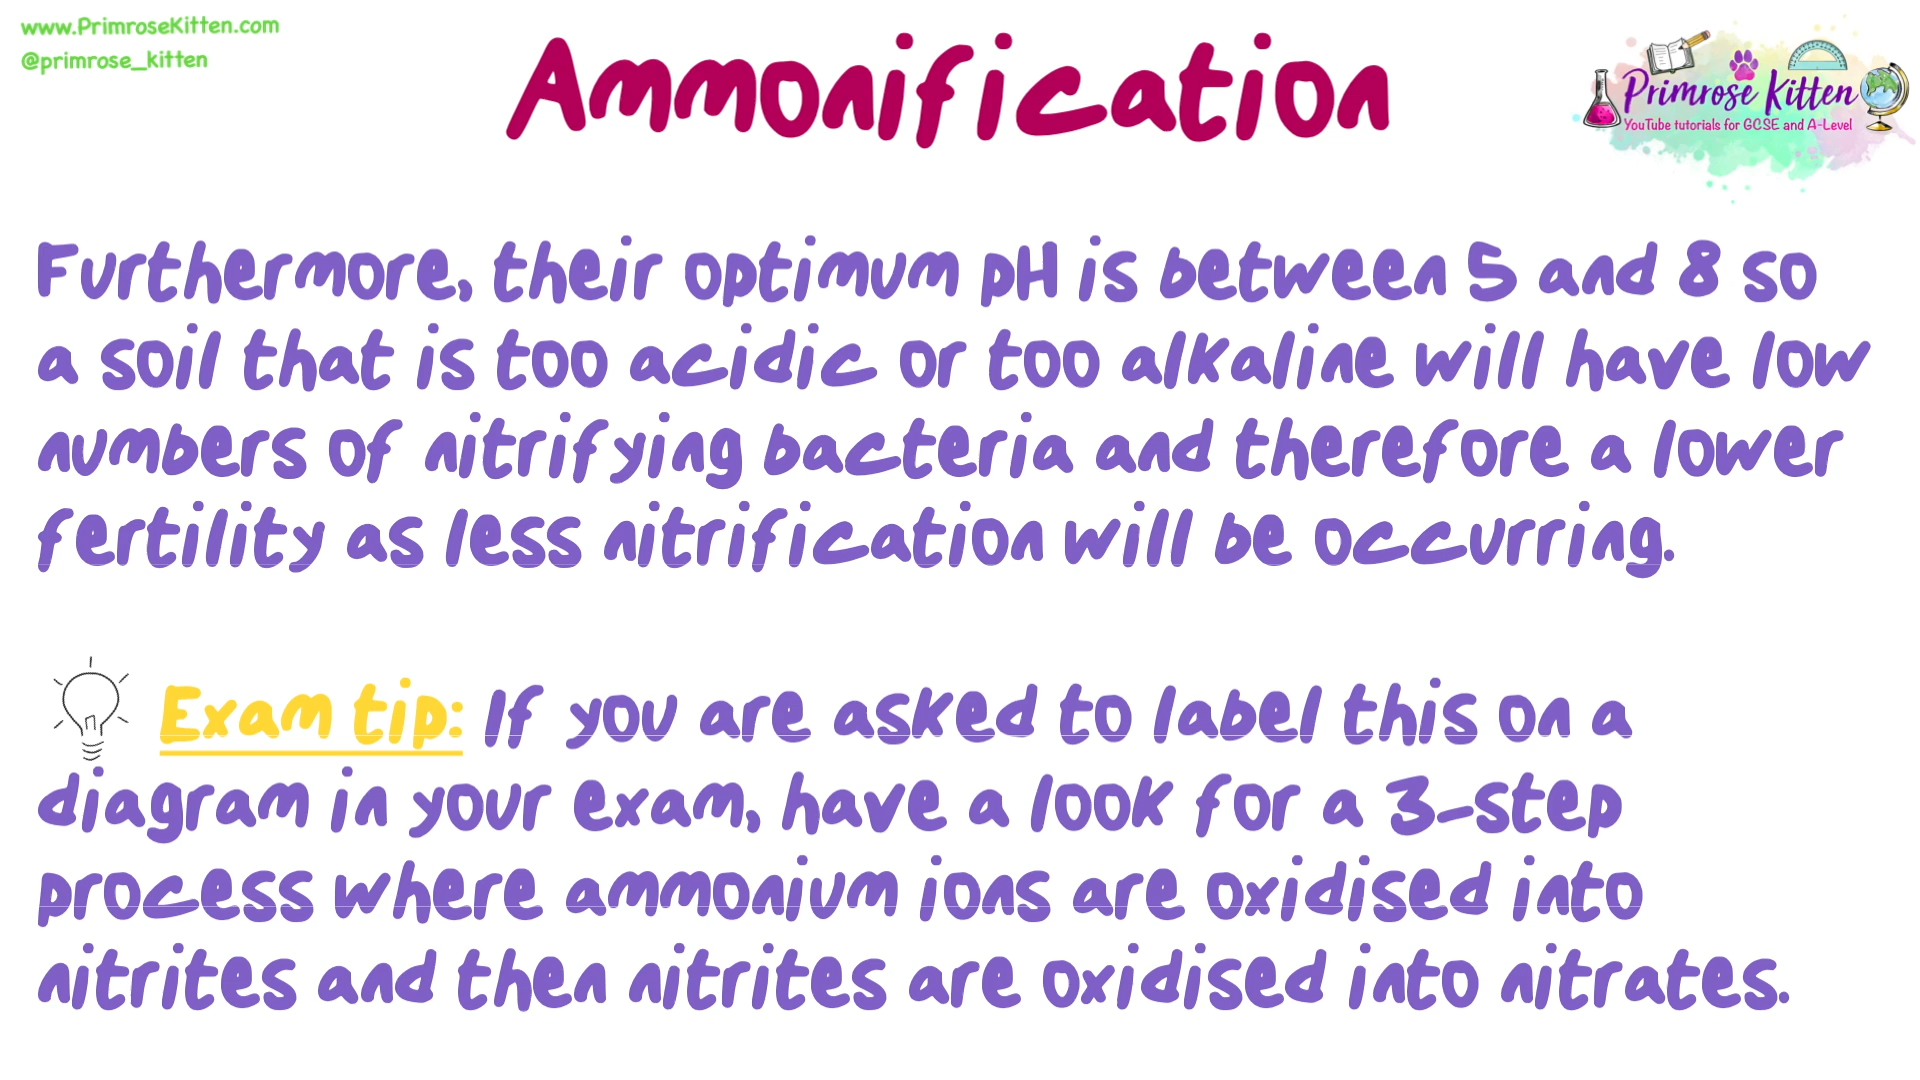 www.PrimroseKitten.com
@primrose_kitten
Ammonification
Primrose Kitten
YouTube tutorials for GCSE and A-Level
Furthermore, their optimum pH is between 5 and 8 so
a soil that is too acidic or too alkaline will have low
numbers of nitrifying bacteria and therefore a lower
fertility as less nitrification will be occurring.
Exam tip: If you are asked to label this on a
diagram in your exam, have a look for a 3-step
process where ammonium ions are oxidised into
nitrites and then nitrites are oxidised into nitrates.